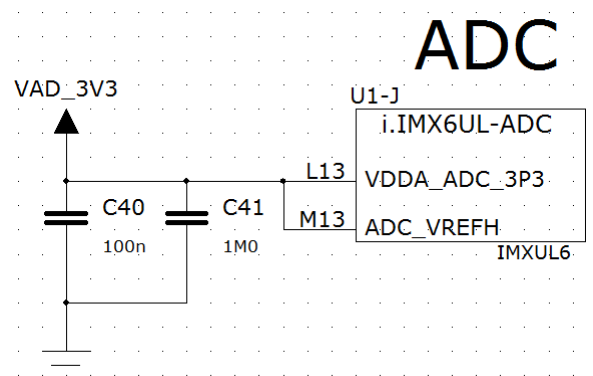 ADC
VAD_3V3
U1-J
i.IMX6UL-ADC
L13 VDDA_ADC_3P3
C40 C41
M13 ADC_VREFH
100n 1M0
IMXUL6